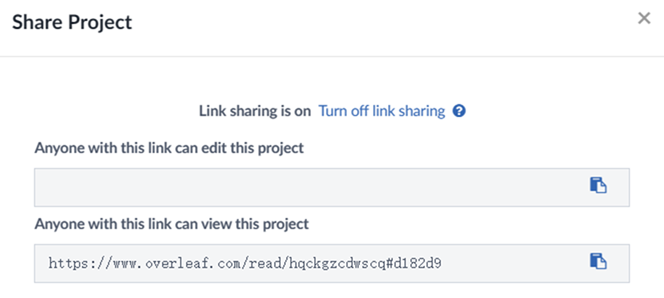 Share Project
Link sharing is on Turn off link sharing
Anyone with this link can edit this project
Anyone with this link can view this project
https://www.overleaf.com/read/hqckgzcdwscq#d182d9